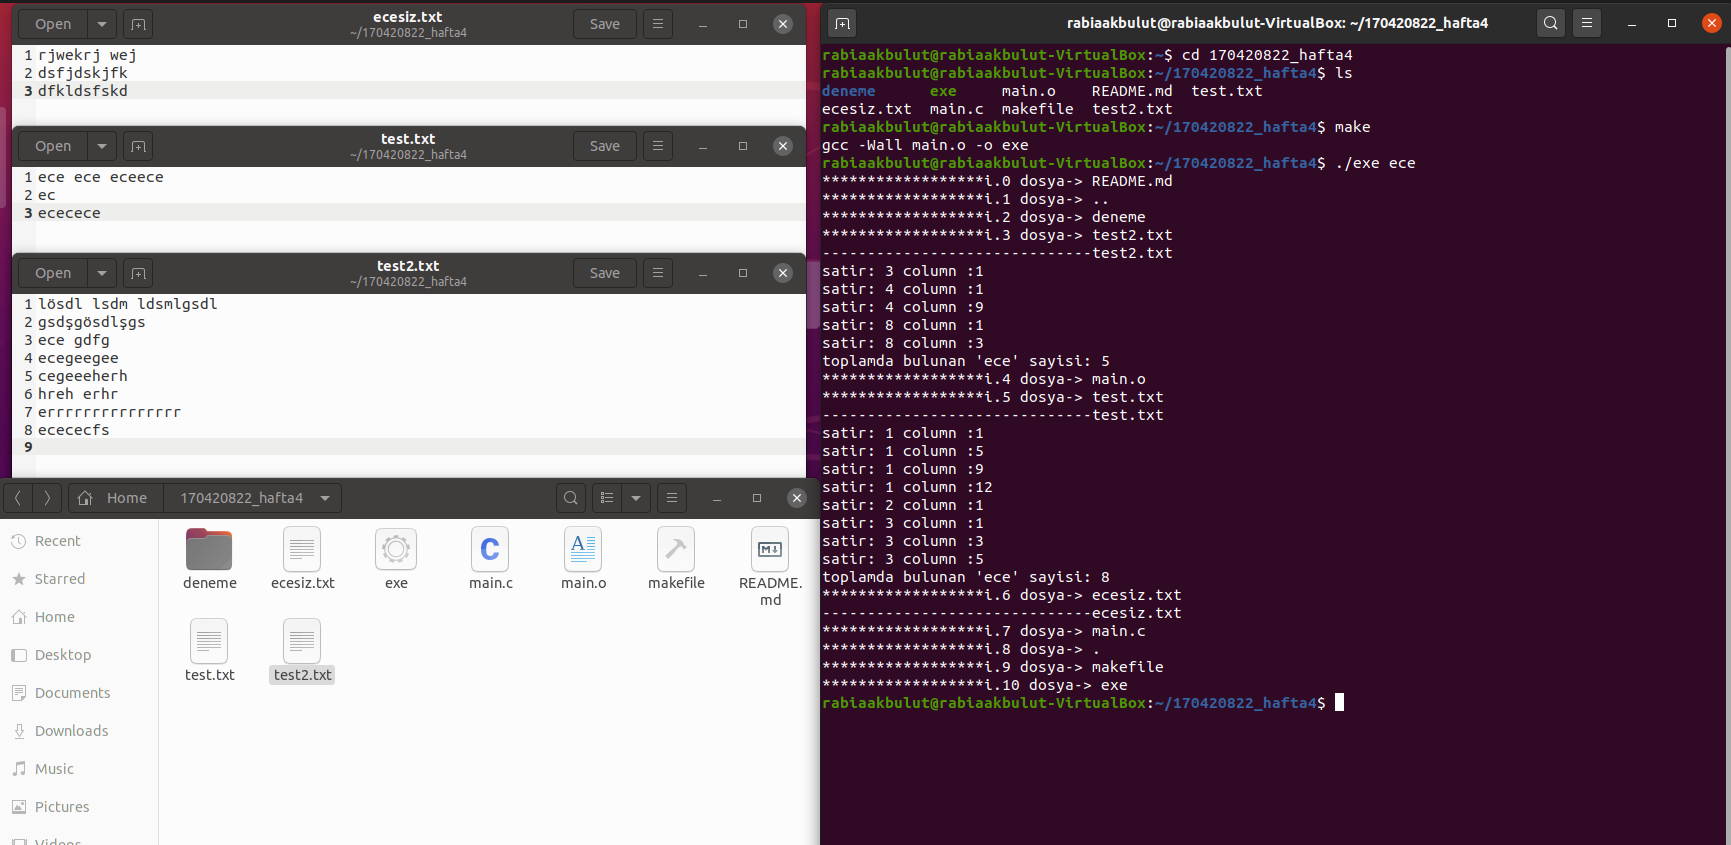 Open
ecesiz.txt
~/170420822_hafta4
Save
1 rjwekrj wej
2 dsfjdskjfk
3 dfkldsfskd
Open
test.txt
~/170420822_hafta4
Save
1 ece ece eceece
2 ec
3 ecececе
Open
test2.txt
~/170420822_hafta4
Save
1 lösdl lsdm ldsmlgsdl
2 gsdşgösdlşgs
3 ece gdfg
4 ecegeegee
5 cegeeeherh
6 hreh erhr
7 errrrrrrrrrrrrrr
8 ecececfs
9
Home 170420822_hafta4
Recent
Starred
Home
Desktop
Documents
Downloads
Music
Pictures
Videos
deneme ecesiz.txt exe main.c main.o makefile README.
md
test.txt test2.txt
rabiaakbulut@rabiaakbulut-VirtualBox: ~/170420822_hafta4
rabiaakbulut@rabiaakbulut-VirtualBox:~$ cd 170420822_hafta4
rabiaakbulut@rabiaakbulut-VirtualBox:~/170420822_hafta4$ ls
deneme exe main.o README.md test.txt
ecesiz.txt main.c makefile test2.txt
rabiaakbulut@rabiaakbulut-VirtualBox:~/170420822_hafta4$ make
gcc -Wall main.o -o exe
rabiaakbulut@rabiaakbulut-VirtualBox:~/170420822_hafta4$ ./exe ece
******************i.0 dosya-> README.md
******************i.1 dosya-> ..
******************i.2 dosya-> deneme
******************i.3 dosya-> test2.txt
------------------------------test2.txt
satir: 3 column :1
satir: 4 column :1
satir: 4 column :9
satir: 8 column :1
satir: 8 column :3
toplamda bulunan 'ece' sayisi: 5
******************i.4 dosya-> main.o
******************i.5 dosya-> test.txt
------------------------------test.txt
satir: 1 column :1
satir: 1 column :5
satir: 1 column :9
satir: 1 column :12
satir: 2 column :1
satir: 3 column :1
satir: 3 column :3
satir: 3 column :5
toplamda bulunan 'ece' sayisi: 8
******************i.6 dosya-> ecesiz.txt
------------------------------ecesiz.txt
******************i.7 dosya-> main.c
******************i.8 dosya-> .
******************i.9 dosya-> makefile
******************i.10 dosya-> exe
rabiaakbulut@rabiaakbulut-VirtualBox:~/170420822_hafta4$